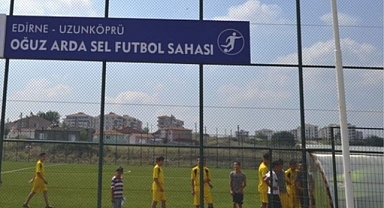 EDİRNE - UZUNKÖPRÜ
OĞUZ ARDA SEL FUTBOL SAHASI